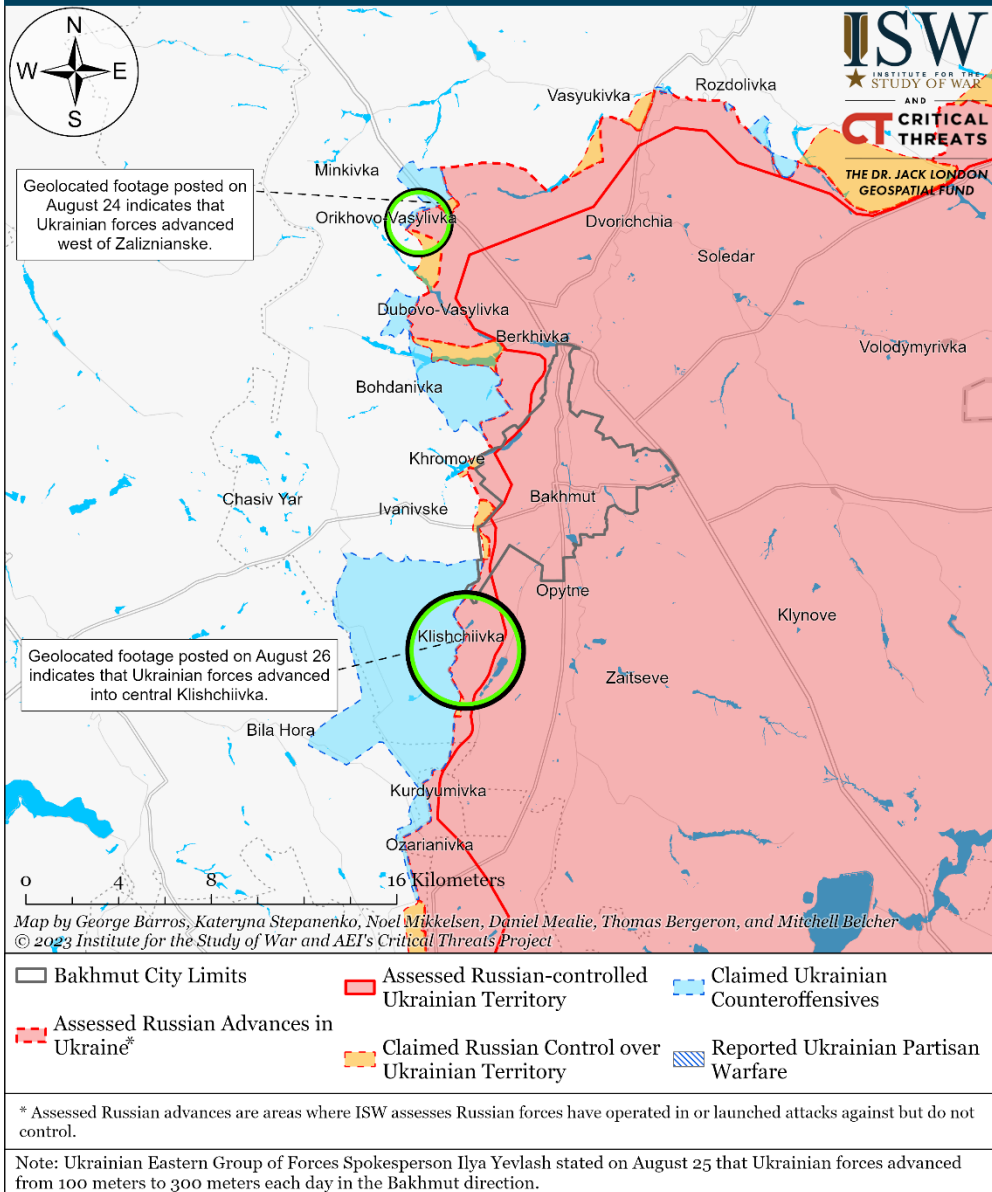 N
W E
S
ISW
INSTITUTE FOR THE
STUDY OF WAR
AND
CT CRITICAL
THREATS
THE DR. JACK LONDON
GEOSPATIAL FUND
Rozdolivka
Vasyukivka
Minkivka
Geolocated footage posted on
August 24 indicates that
Ukrainian forces advanced
west of Zaliznianske.
Orikhovo-Vasylivka
Dvorichchia
Soledar
Dubovo-Vasylivka
Berkhivka
Volodymyrivka
Bohdanivka
Khromove
Chasiv Yar
Bakhmut
Ivanivske
Opytne
Klynove
Klishchiivka
Geolocated footage posted on August 26
indicates that Ukrainian forces advanced
into central Klishchiivka.
Zaitseve
Bila Hora
Kurdyumivka
Ozarianivka
0 4 8 16 Kilometers
Map by George Barros, Kateryna Stepanenko, Noel Mikkelsen, Daniel Mealie, Thomas Bergeron, and Mitchell Belcher
© 2023 Institute for the Study of War and AEI's Critical Threats Project
Bakhmut City Limits
Assessed Russian Advances in
Ukraine*
Assessed Russian-controlled
Ukrainian Territory
Claimed Russian Control over
Ukrainian Territory
Claimed Ukrainian
Counteroffensives
Reported Ukrainian Partisan
Warfare
* Assessed Russian advances are areas where ISW assesses Russian forces have operated in or launched attacks against but do not
control.
Note: Ukrainian Eastern Group of Forces Spokesperson Ilya Yevlash stated on August 25 that Ukrainian forces advanced
from 100 meters to 300 meters each day in the Bakhmut direction.